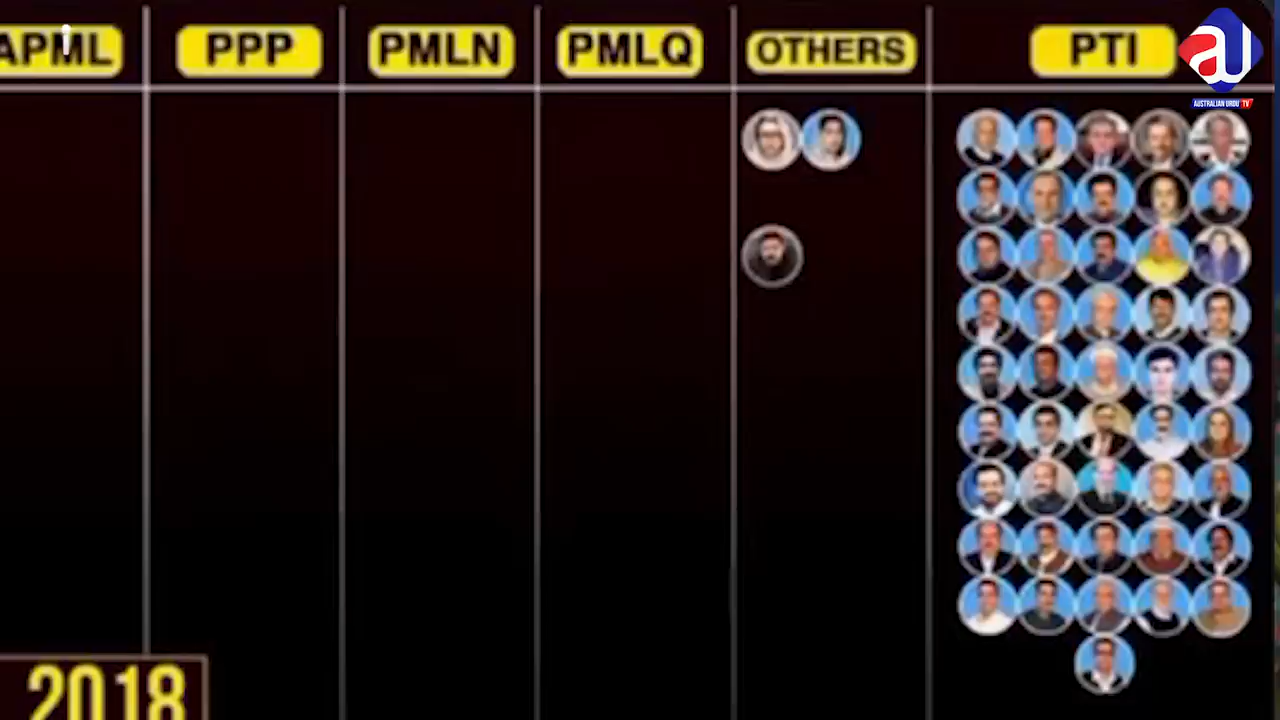 APML
PPP
PMLN
PMLQ
OTHERS
PTI
AUSTRALIAN URDU TV
2018